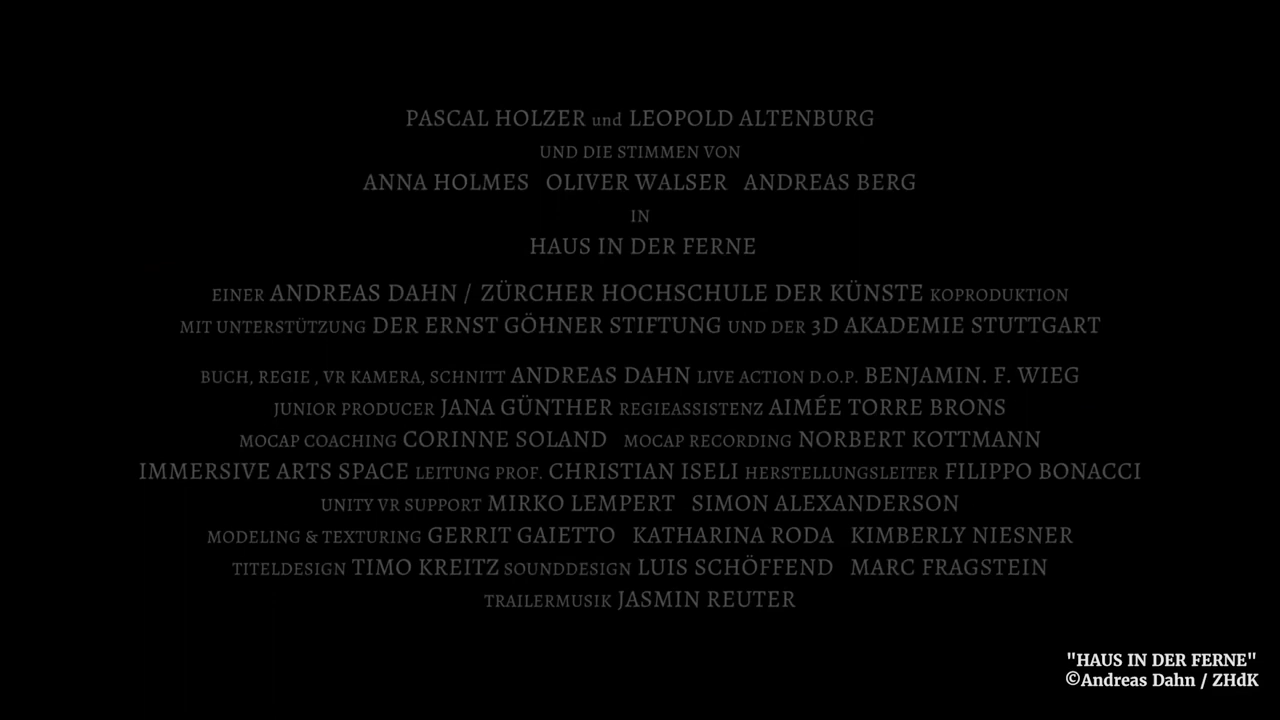 PASCAL HOLZER und LEOPOLD ALTENBURG
UND DIE STIMMEN VON
ANNA HOLMES OLIVER WALSER ANDREAS BERG
IN
HAUS IN DER FERNE
EINER ANDREAS DAHN / ZÜRCHER HOCHSCHULE DER KÜNSTE KOPRODUKTION
MIT UNTERSTÜTZUNG DER ERNST GÖHNER STIFTUNG UND DER 3D AKADEMIE STUTTGART
BUCH, REGIE , VR KAMERA, SCHNITT ANDREAS DAHN LIVE ACTION D.O.P. BENJAMIN. F. WIEG
JUNIOR PRODUCER JANA GÜNTHER REGIEASSISTENZ AIMÉE TORRE BRONS
MOCAP COACHING CORINNE SOLAND MOCAP RECORDING NORBERT KOTTMANN
IMMERSIVE ARTS SPACE LEITUNG PROF. CHRISTIAN ISELI HERSTELLUNGSLEITER FILIPPO BONACCI
UNITY VR SUPPORT MIRKO LEMPERT SIMON ALEXANDERSON
MODELING & TEXTURING GERRIT GAIETTO KATHARINA RODA KIMBERLY NIESNER
TITELDESIGN TIMO KREITZ SOUNDDESIGN LUIS SCHÖFFEND MARC FRAGSTEIN
TRAILERMUSIK JASMIN REUTER
"HAUS IN DER FERNE"
©Andreas Dahn / ZHdK